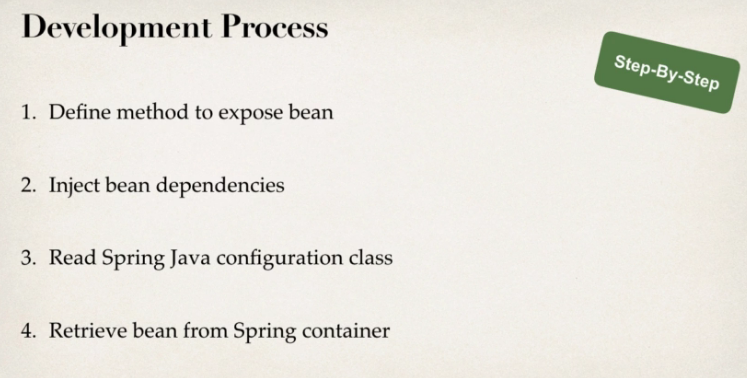 Development Process
Step-By-Step
1. Define method to expose bean
2. Inject bean dependencies
3. Read Spring Java configuration class
4. Retrieve bean from Spring container